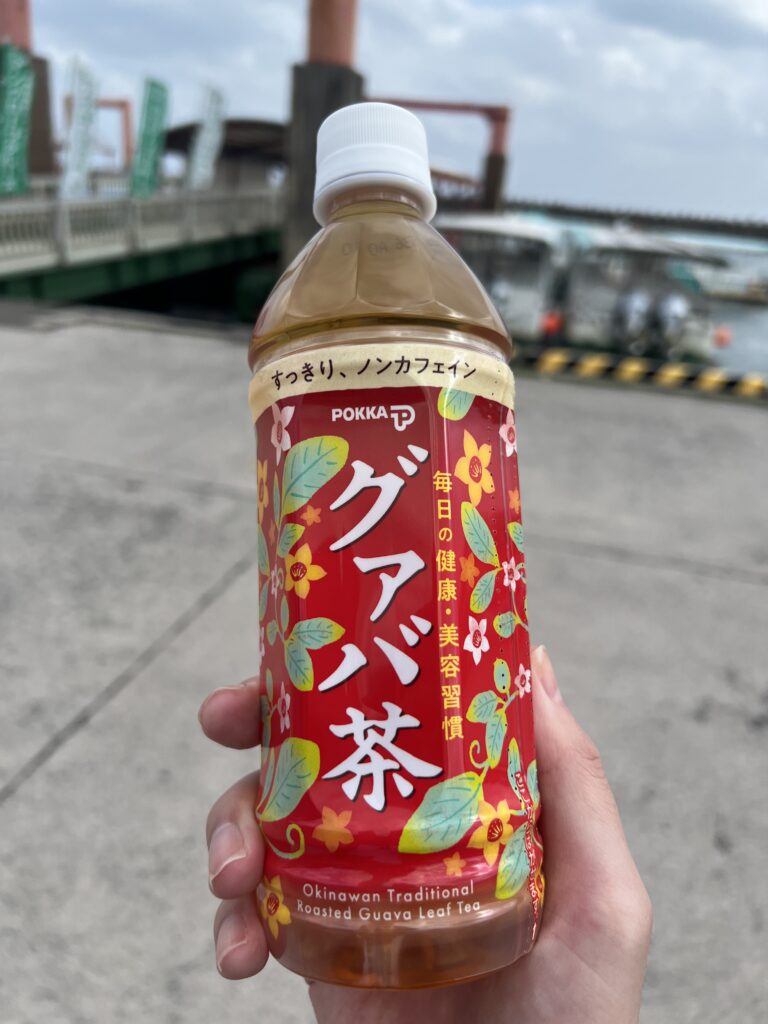 すっきり、ノンカフェイン
POKKA
グァバ茶
毎日の健康・美容習慣
Okinawan Traditional
Roasted Guava Leaf Tea